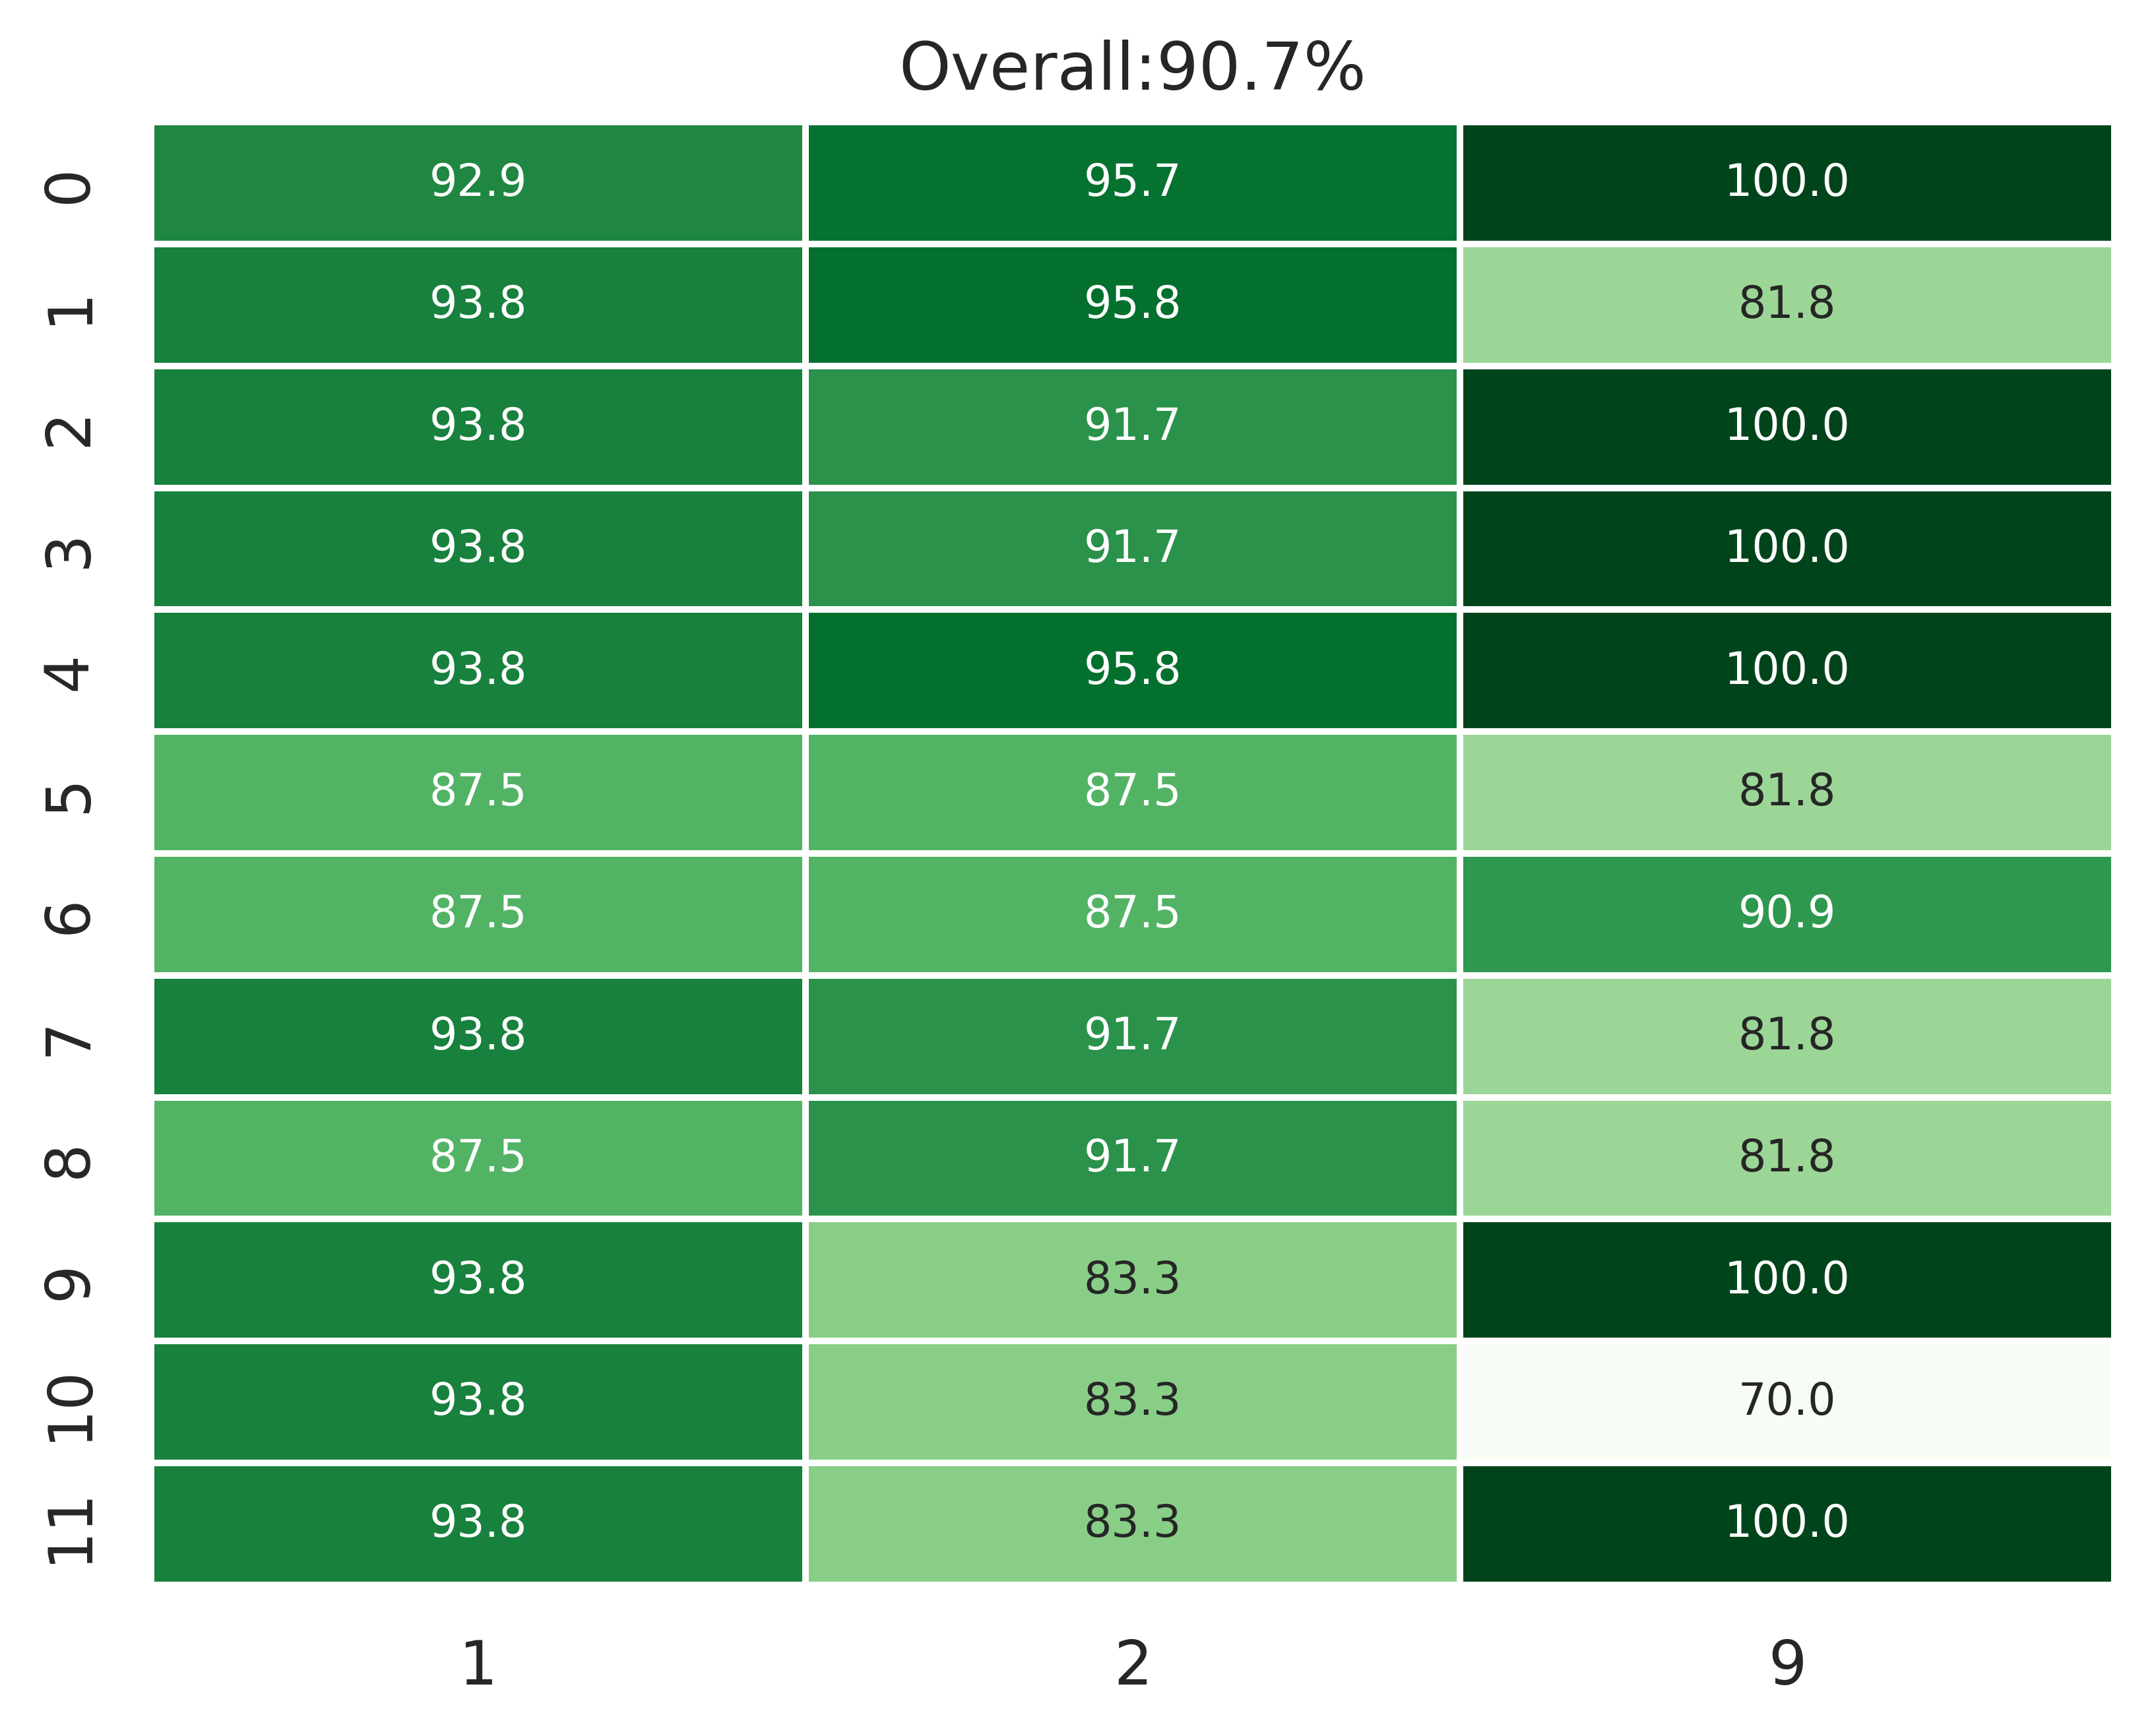 Overall:90.7%
0 92.9 95.7 100.0
1 93.8 95.8 81.8
2 93.8 91.7 100.0
3 93.8 91.7 100.0
4 93.8 95.8 100.0
5 87.5 87.5 81.8
6 87.5 87.5 90.9
7 93.8 91.7 81.8
8 87.5 91.7 81.8
9 93.8 83.3 100.0
10 93.8 83.3 70.0
11 93.8 83.3 100.0
1 2 9